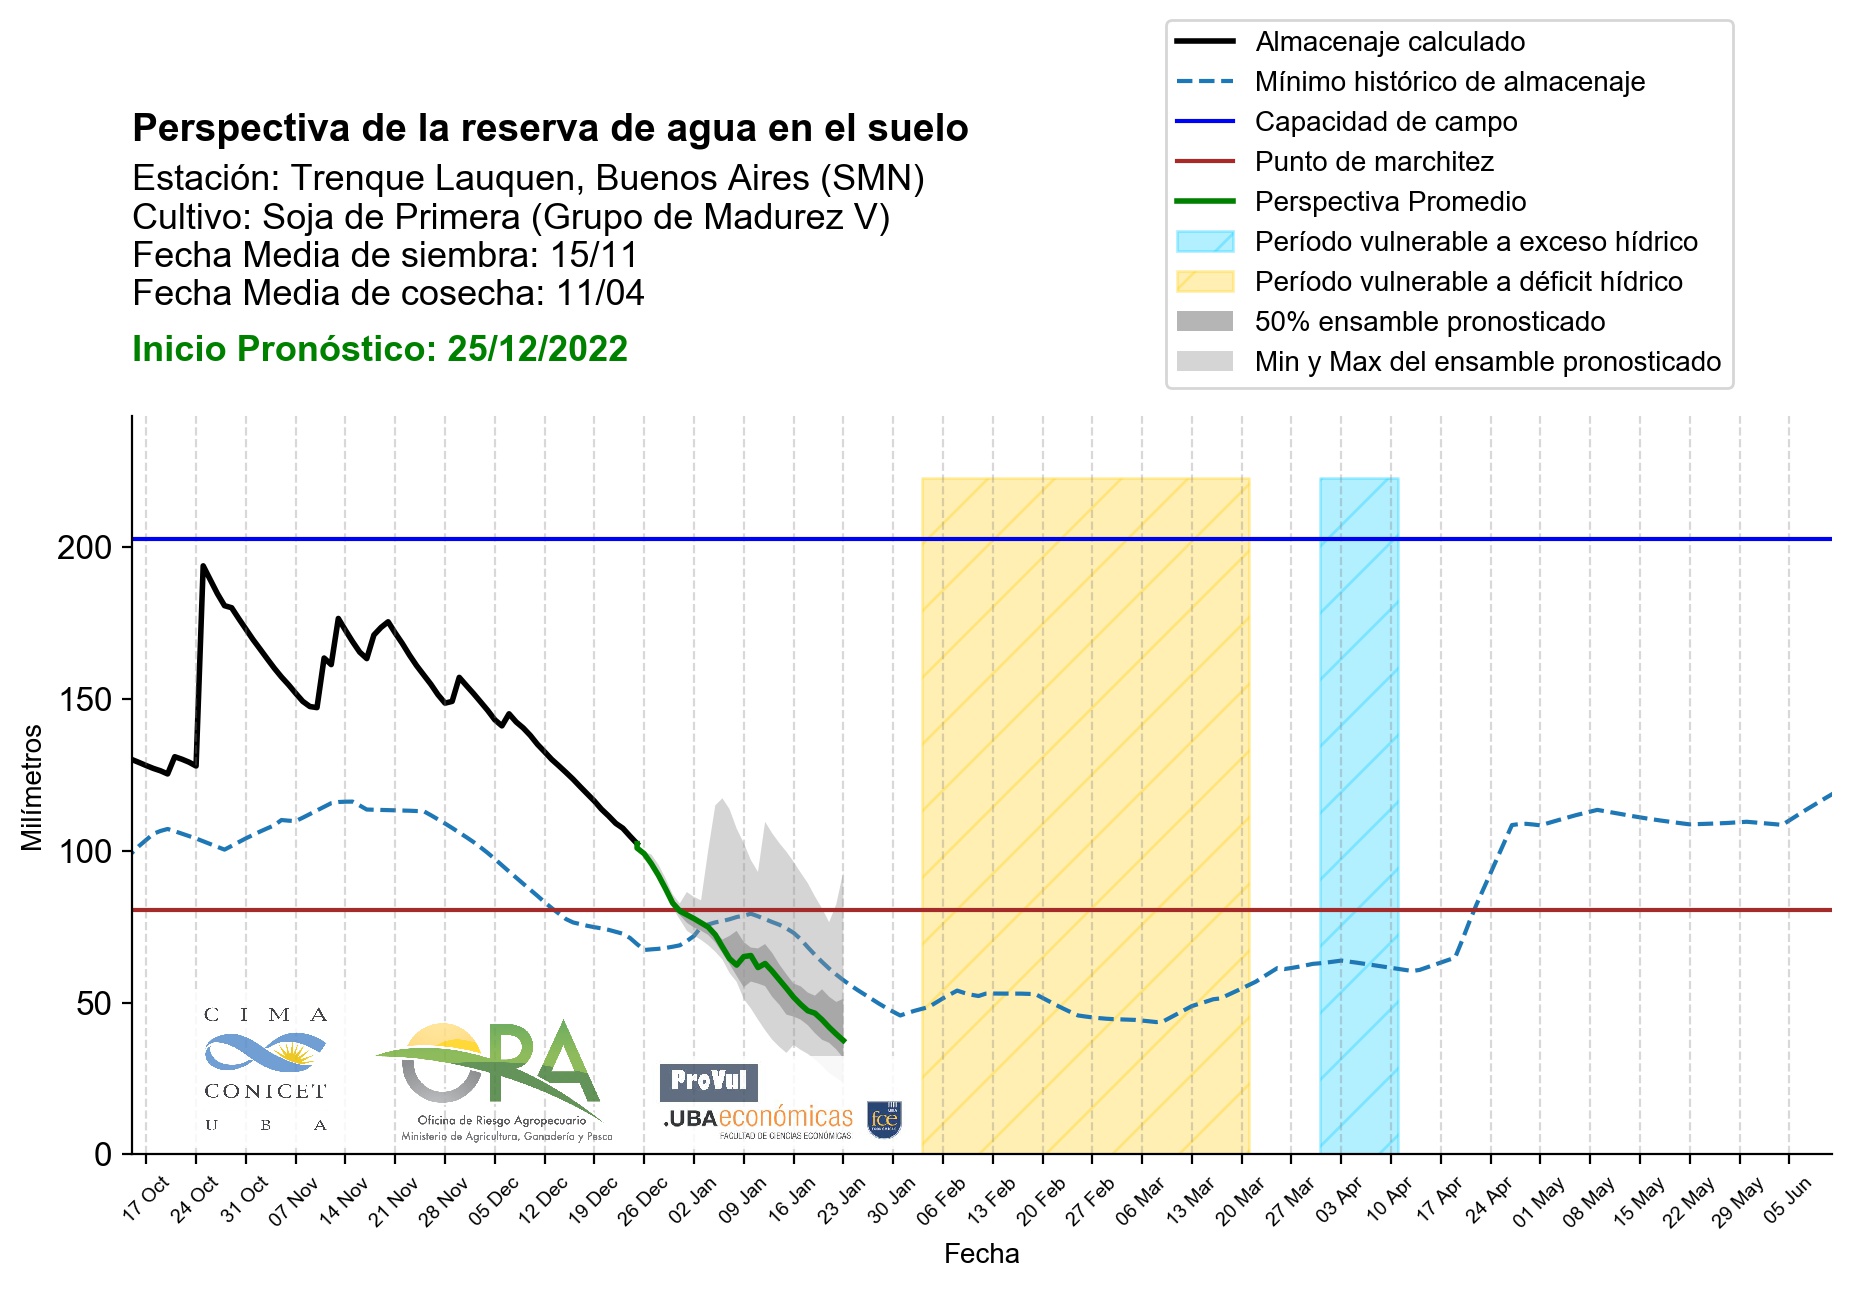 Almacenaje calculado
Mínimo histórico de almacenaje
Capacidad de campo
Punto de marchitez
Perspectiva Promedio
Período vulnerable a exceso hídrico
Período vulnerable a déficit hídrico
50% ensamble pronosticado
Min y Max del ensamble pronosticado
Perspectiva de la reserva de agua en el suelo
Estación: Trenque Lauquen, Buenos Aires (SMN)
Cultivo: Soja de Primera (Grupo de Madurez V)
Fecha Media de siembra: 15/11
Fecha Media de cosecha: 11/04
Inicio Pronóstico: 25/12/2022
Milímetros
200
150
100
50
0
CIMA
CONICET
UBA
ORA
Oficina de Riesgo Agropecuario
Ministerio de Agricultura, Ganadería y Pesca
ProVul
.UBAeconómicas
FACULTAD DE CIENCIAS ECONÓMICAS
fce
17 Oct
24 Oct
31 Oct
07 Nov
14 Nov
21 Nov
28 Nov
05 Dec
12 Dec
19 Dec
26 Dec
02 Jan
09 Jan
16 Jan
23 Jan
30 Jan
06 Feb
13 Feb
20 Feb
27 Feb
06 Mar
13 Mar
20 Mar
27 Mar
03 Apr
10 Apr
17 Apr
24 Apr
01 May
08 May
15 May
22 May
29 May
05 Jun
Fecha